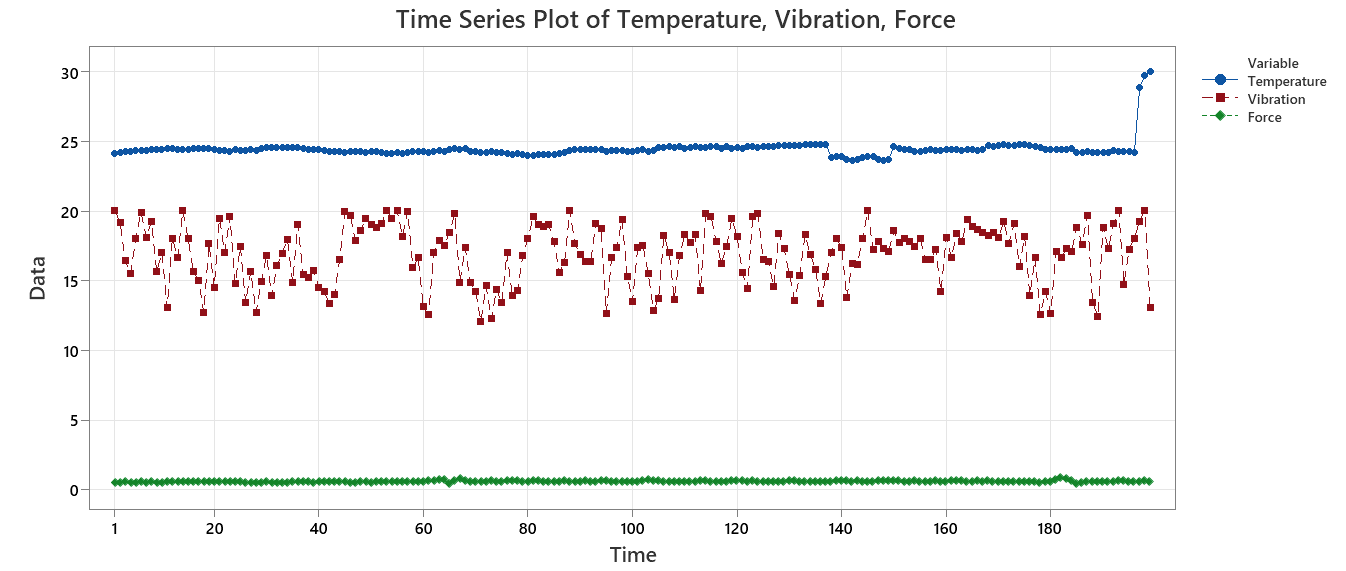 Time Series Plot of Temperature, Vibration, Force
Variable
Temperature
Vibration
Force
30
25
20
15
10
5
0
Data
1 20 40 60 80 100 120 140 160 180
Time